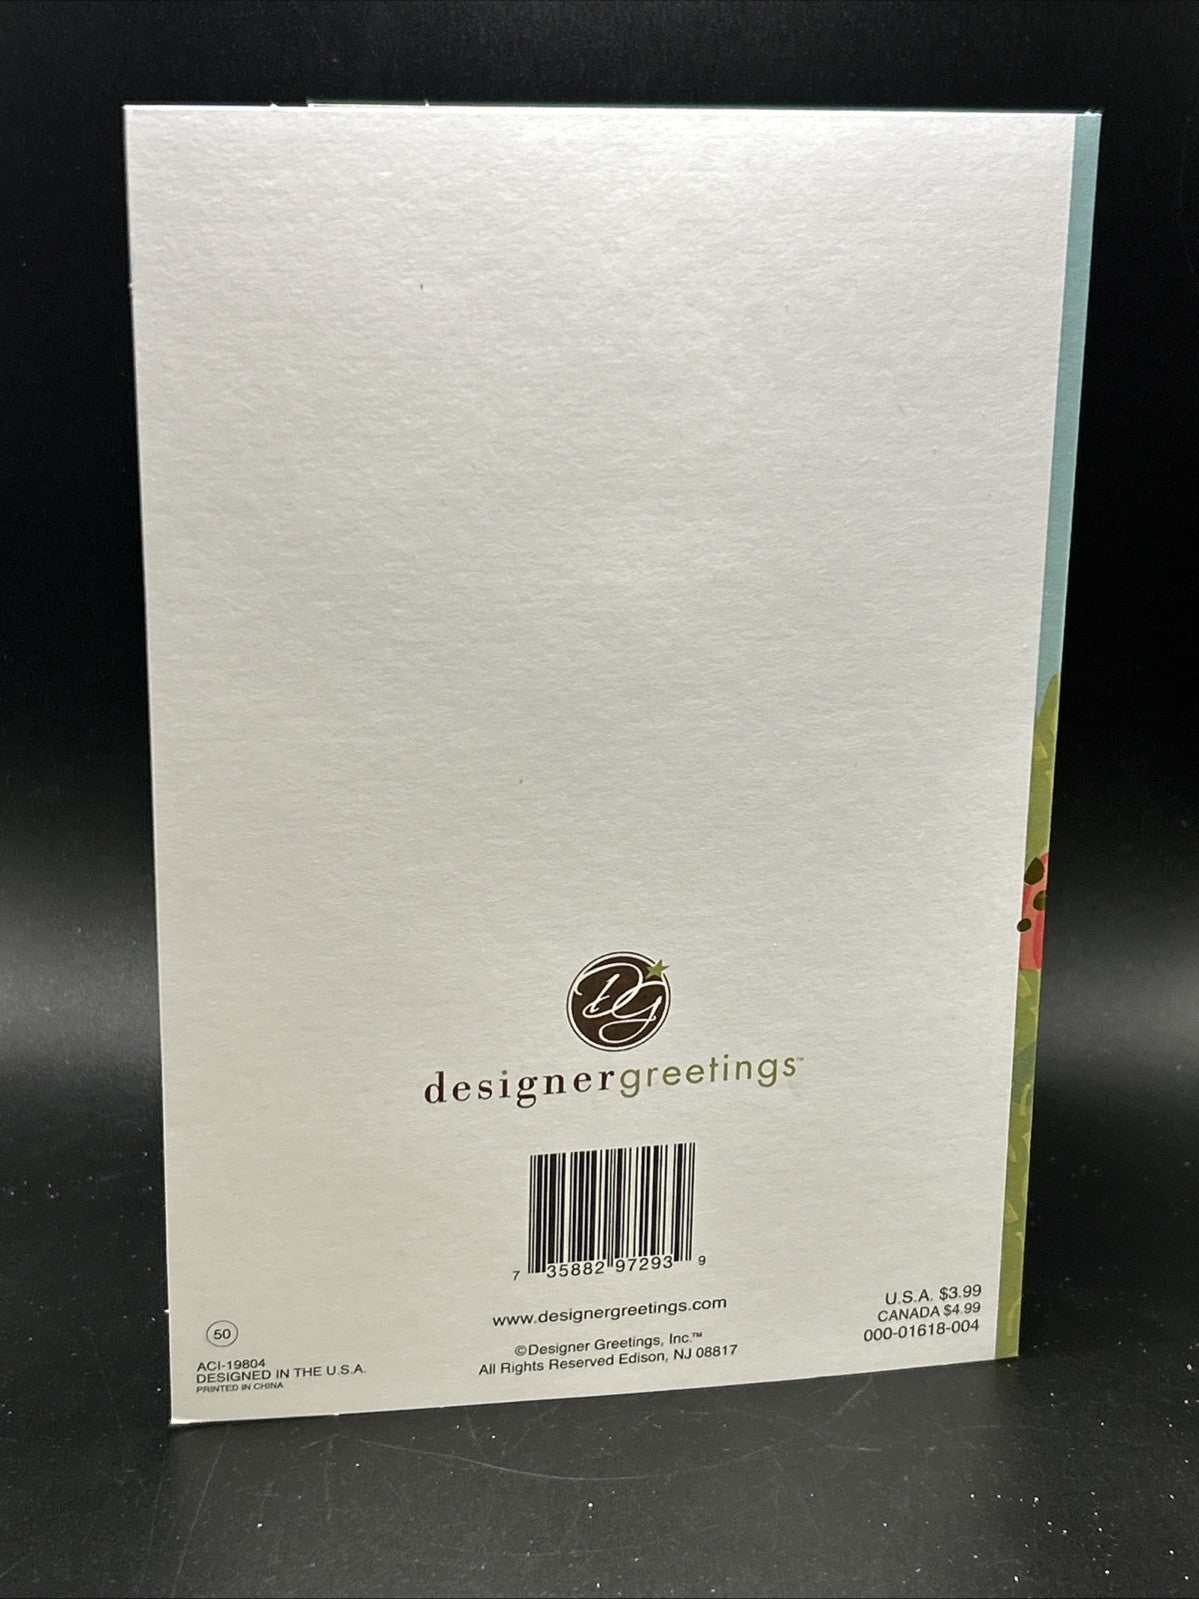 DG
designergreetings™
7 35882 97293 9
www.designergreetings.com
©Designer Greetings, Inc.™
All Rights Reserved Edison, NJ 08817
U.S.A. $3.99
CANADA $4.99
000-01618-004
50
ACI-19804
DESIGNED IN THE U.S.A.
PRINTED IN CHINA